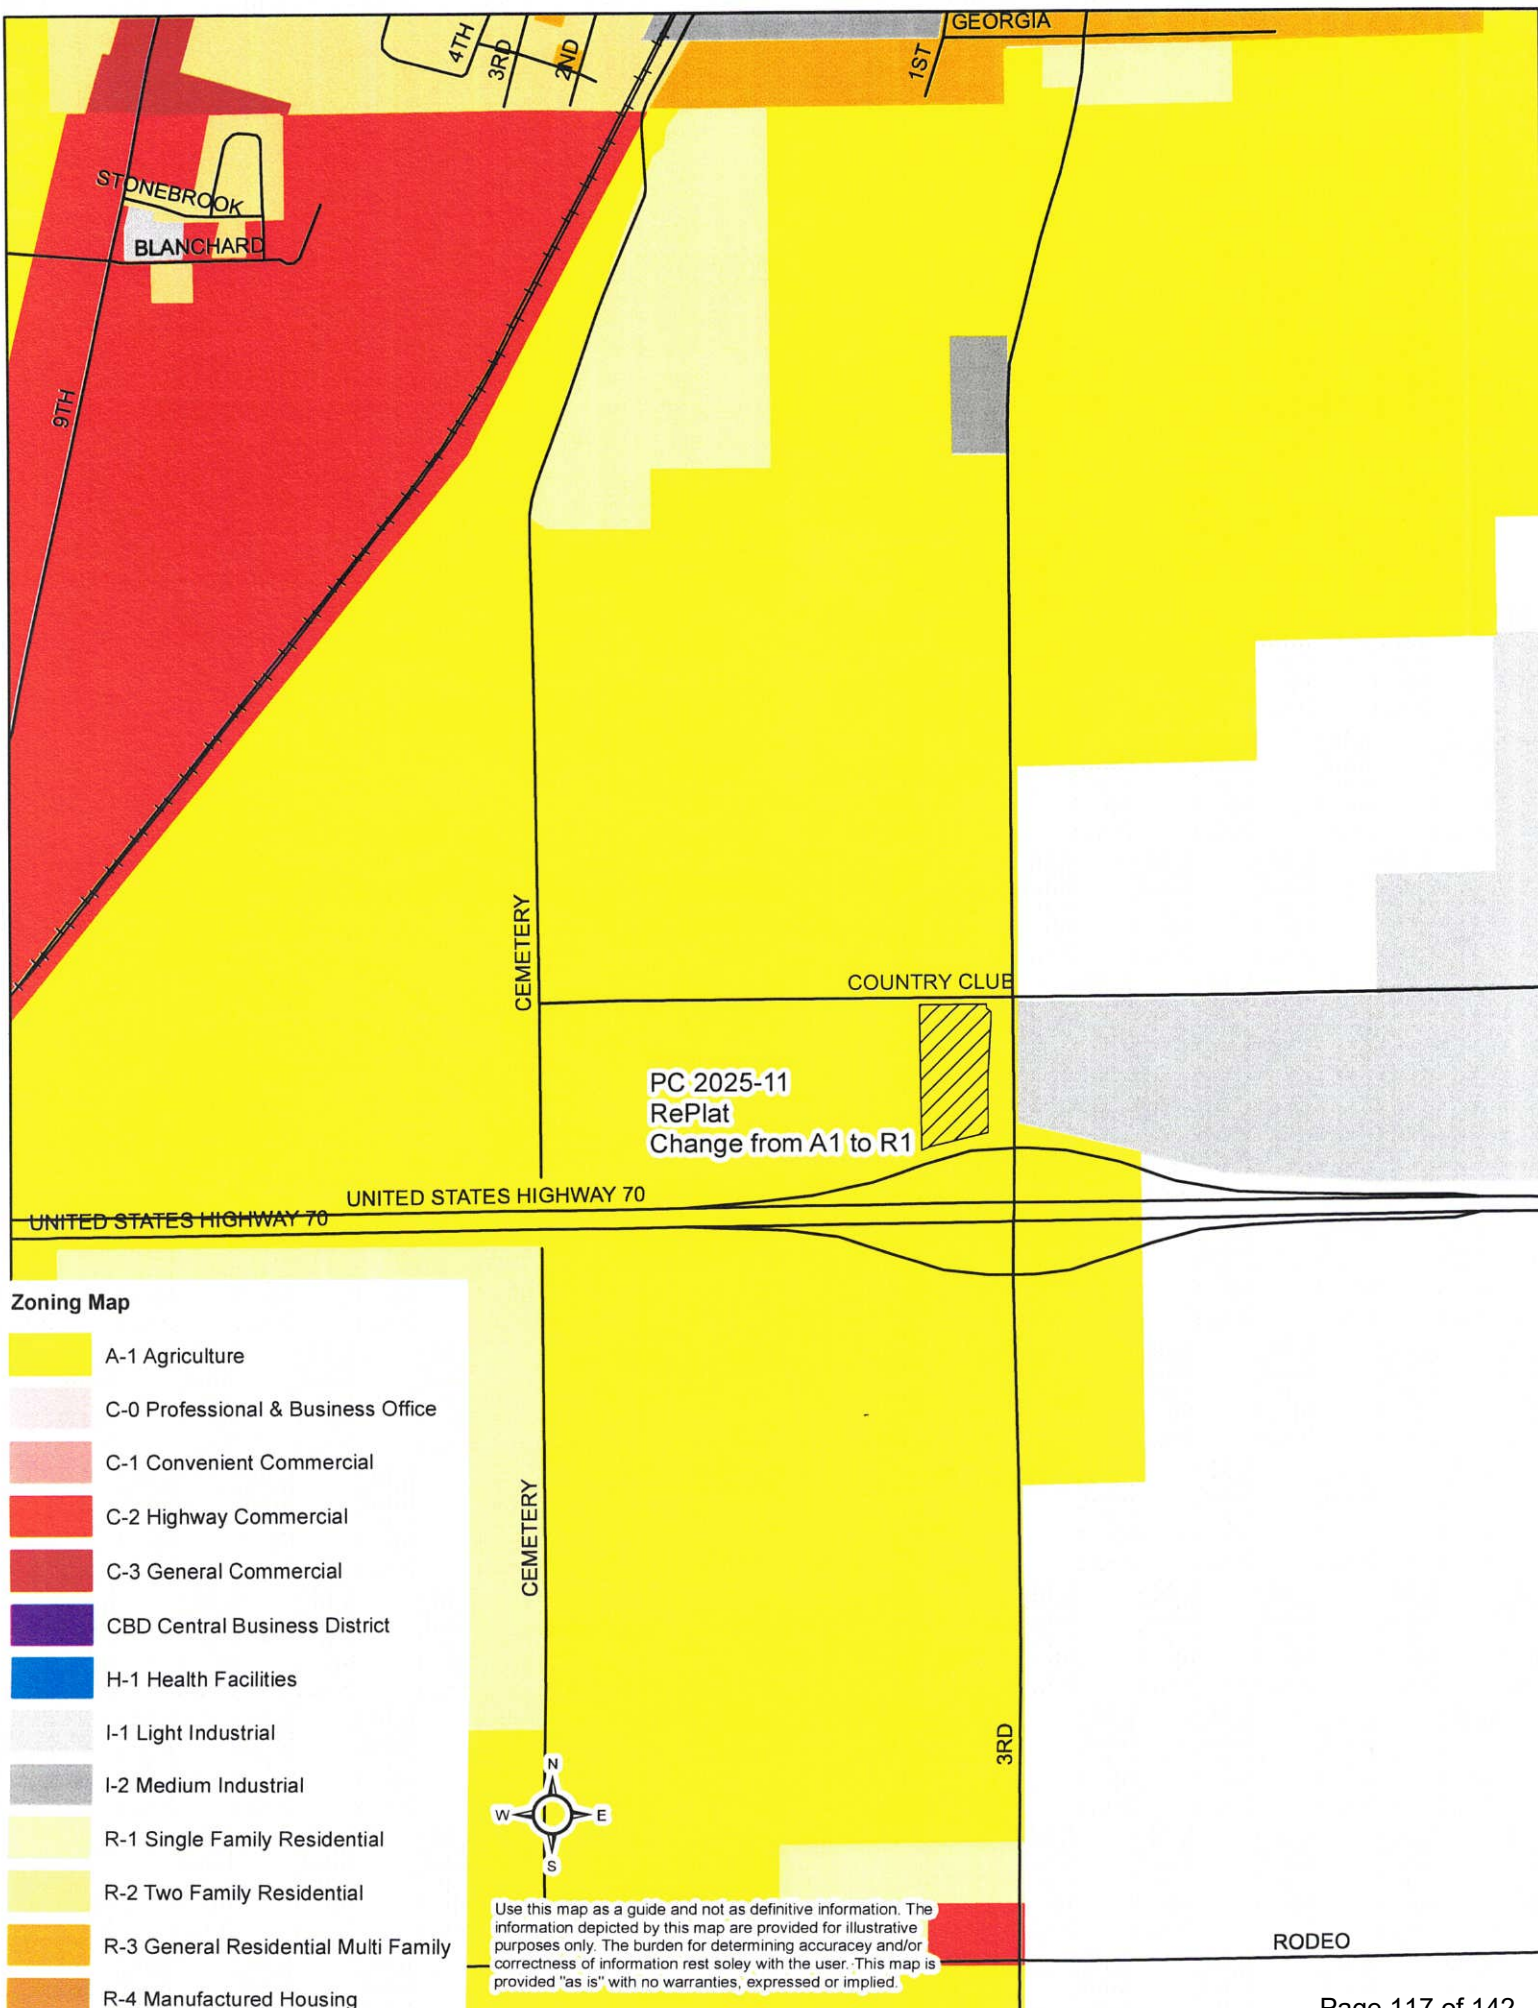 GEORGIA
4TH
3RD
2ND
1ST
STONEBROOK
BLANCHARD
9TH
CEMETERY
COUNTRY CLUB
PC 2025-11
RePlat
Change from A1 to R1
UNITED STATES HIGHWAY 70
UNITED STATES HIGHWAY 70
Zoning Map
A-1 Agriculture
C-0 Professional & Business Office
C-1 Convenient Commercial
C-2 Highway Commercial
C-3 General Commercial
CBD Central Business District
H-1 Health Facilities
I-1 Light Industrial
I-2 Medium Industrial
R-1 Single Family Residential
R-2 Two Family Residential
R-3 General Residential Multi Family
R-4 Manufactured Housing
CEMETERY
3RD
N
W E
S
Use this map as a guide and not as definitive information. The
information depicted by this map are provided for illustrative
purposes only. The burden for determining accuracey and/or
correctness of information rest soley with the user. This map is
provided "as is" with no warranties, expressed or implied.
RODEO
Page 117 of 142